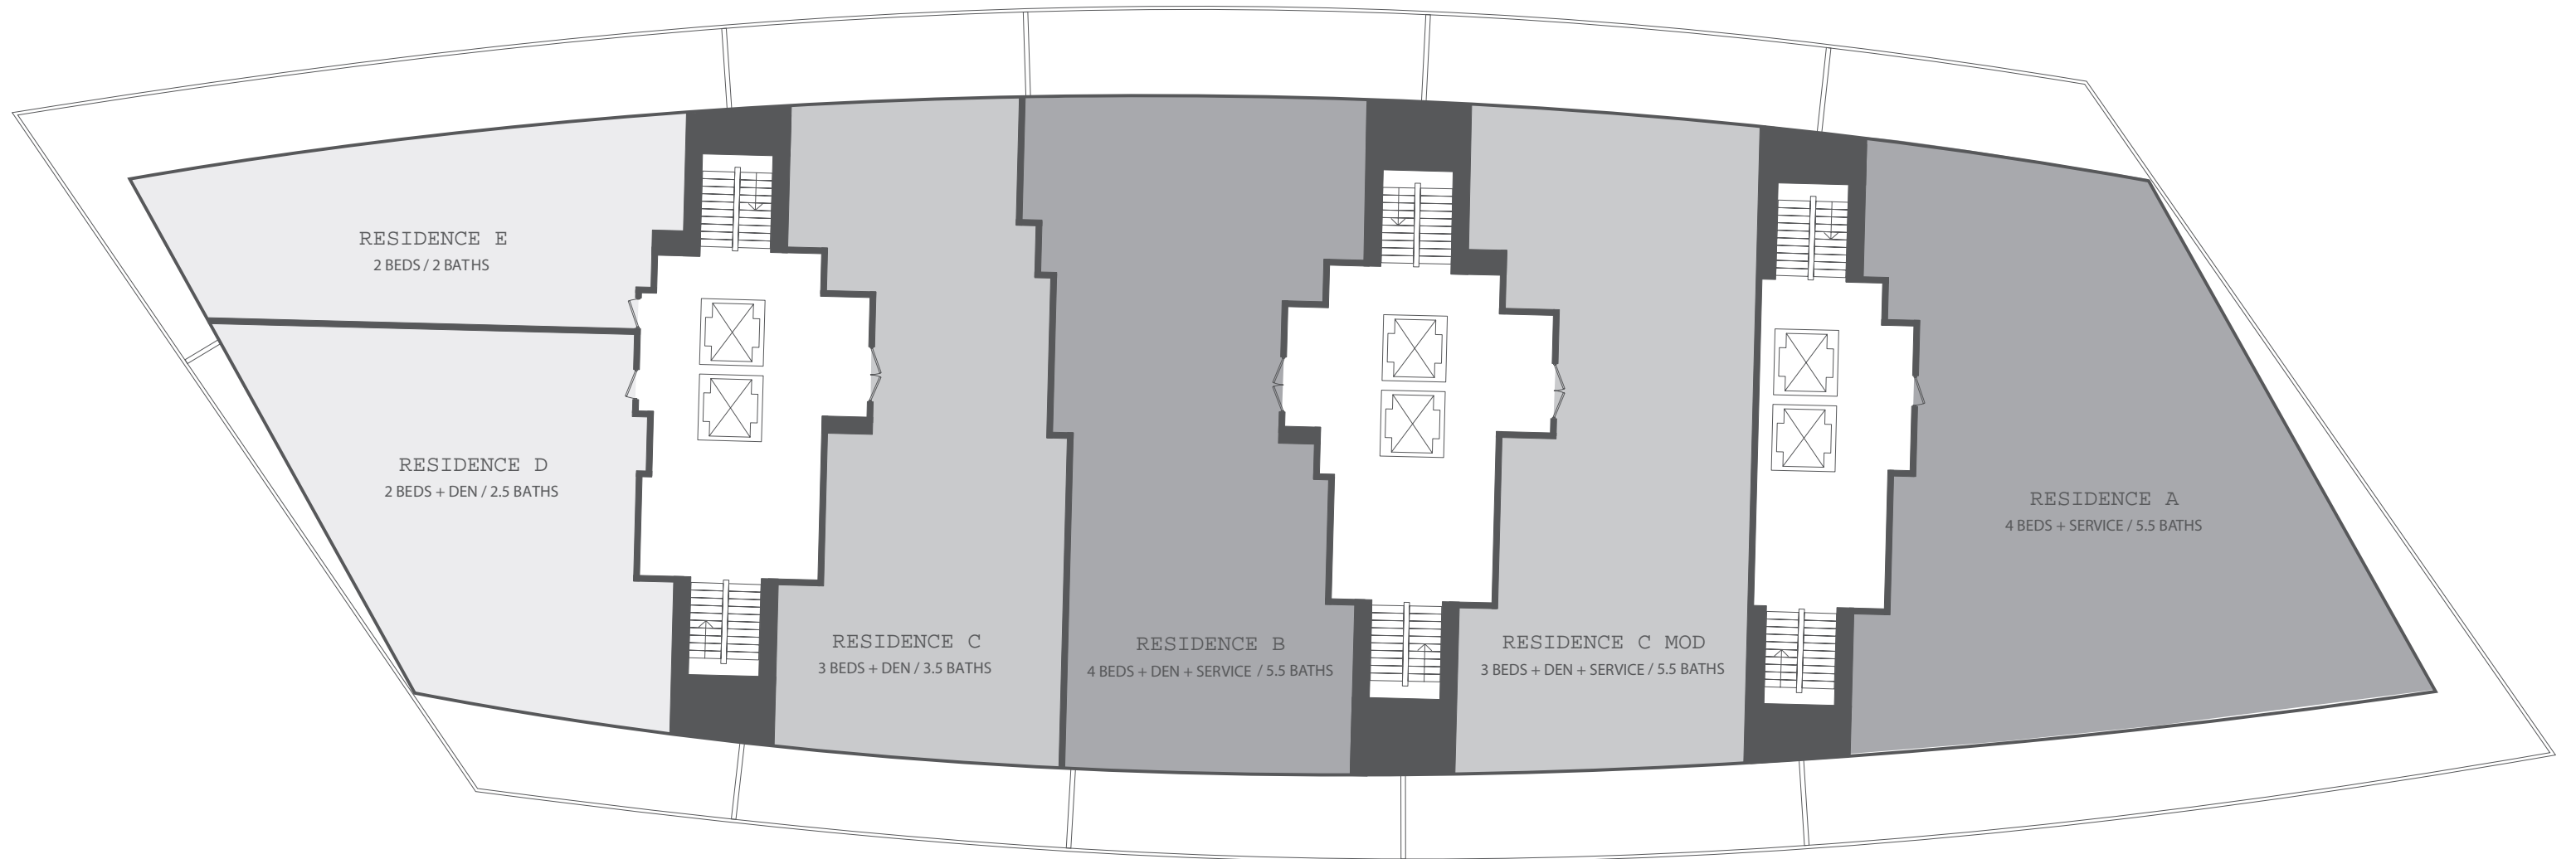 RESIDENCE E
2 BEDS / 2 BATHS
RESIDENCE D
2 BEDS + DEN / 2.5 BATHS
RESIDENCE C
3 BEDS + DEN / 3.5 BATHS
RESIDENCE B
4 BEDS + DEN + SERVICE / 5.5 BATHS
RESIDENCE C MOD
3 BEDS + DEN + SERVICE / 5.5 BATHS
RESIDENCE A
4 BEDS + SERVICE / 5.5 BATHS